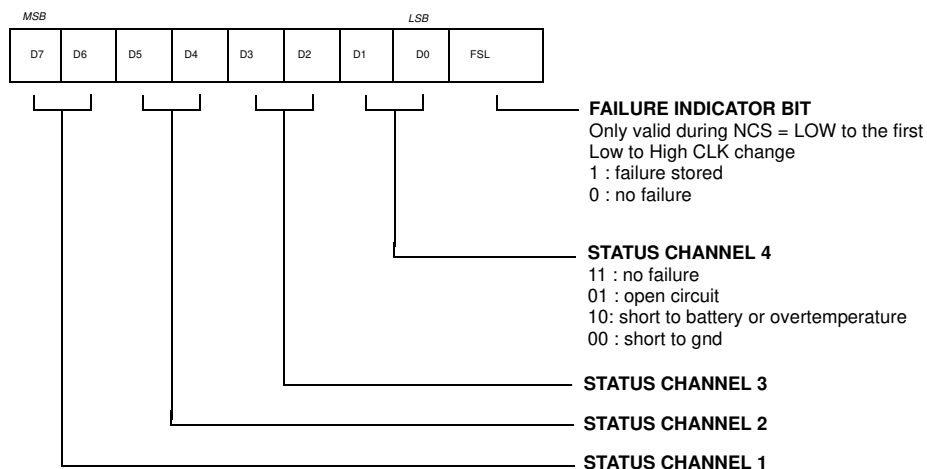 MSB LSB
D7 D6 D5 D4 D3 D2 D1 D0 FSL
FAILURE INDICATOR BIT
Only valid during NCS = LOW to the first
Low to High CLK change
1 : failure stored
0 : no failure
STATUS CHANNEL 4
11 : no failure
01 : open circuit
10: short to battery or overtemperature
00 : short to gnd
STATUS CHANNEL 3
STATUS CHANNEL 2
STATUS CHANNEL 1